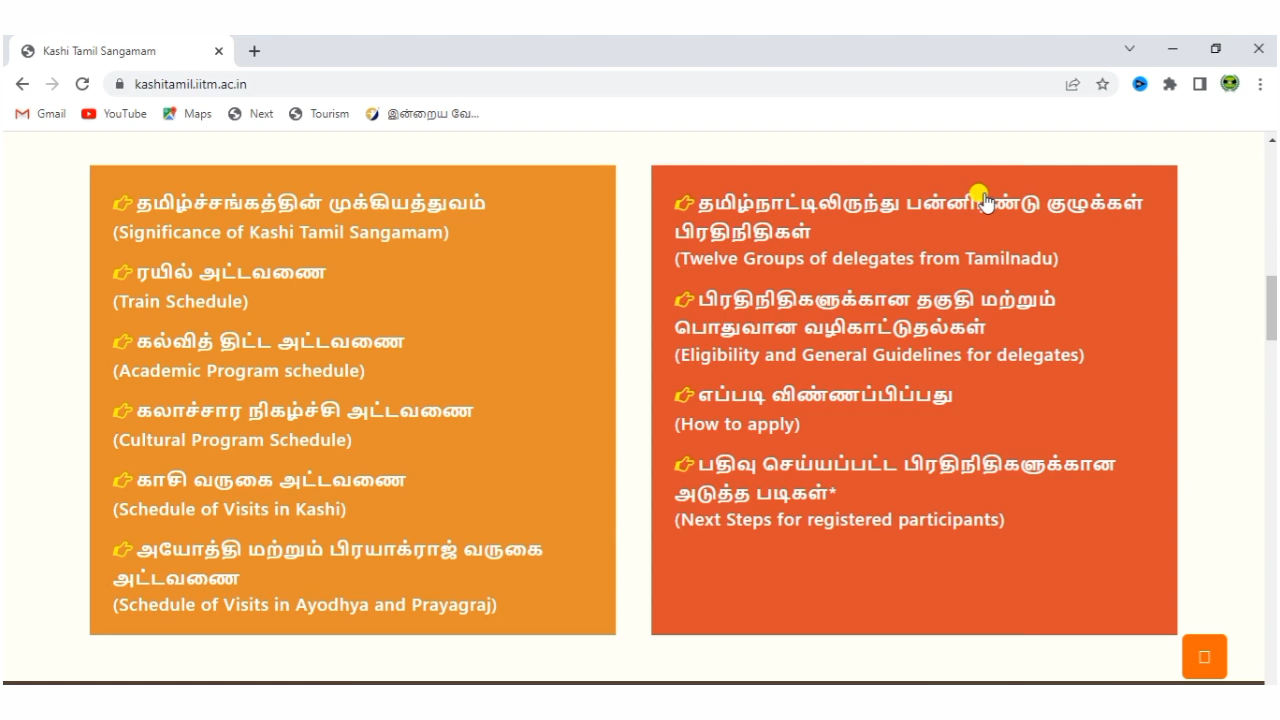 Kashi Tamil Sangamam
kashitamil.iitm.ac.in
Gmail YouTube Maps Next Tourism இன்றைய வே...
தமிழ்ச்சங்கத்தின் முக்கியத்துவம்
(Significance of Kashi Tamil Sangamam)
ரயில் அட்டவணை
(Train Schedule)
கல்வித் திட்ட அட்டவணை
(Academic Program schedule)
கலாச்சார நிகழ்ச்சி அட்டவணை
(Cultural Program Schedule)
காசி வருகை அட்டவணை
(Schedule of Visits in Kashi)
அயோத்தி மற்றும் பிரயாக்ராஜ் வருகை
அட்டவணை
(Schedule of Visits in Ayodhya and Prayagraj)
தமிழ்நாட்டிலிருந்து பன்னிரண்டு குழுக்கள்
பிரதிநிதிகள்
(Twelve Groups of delegates from Tamilnadu)
பிரதிநிதிகளுக்கான தகுதி மற்றும்
பொதுவான வழிகாட்டுதல்கள்
(Eligibility and General Guidelines for delegates)
எப்படி விண்ணப்பிப்பது
(How to apply)
பதிவு செய்யப்பட்ட பிரதிநிதிகளுக்கான
அடுத்த படிகள்*
(Next Steps for registered participants)